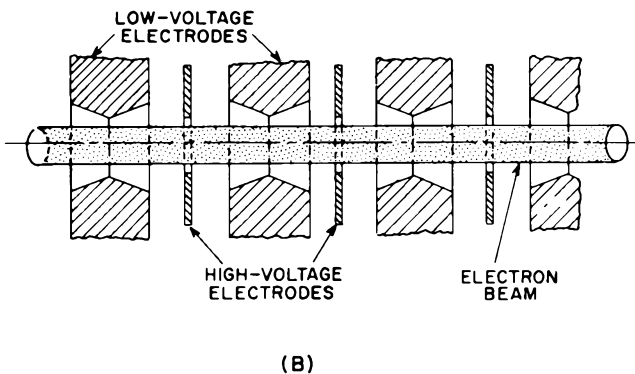 LOW-VOLTAGE
ELECTRODES
HIGH-VOLTAGE
ELECTRODES
ELECTRON
BEAM
(B)